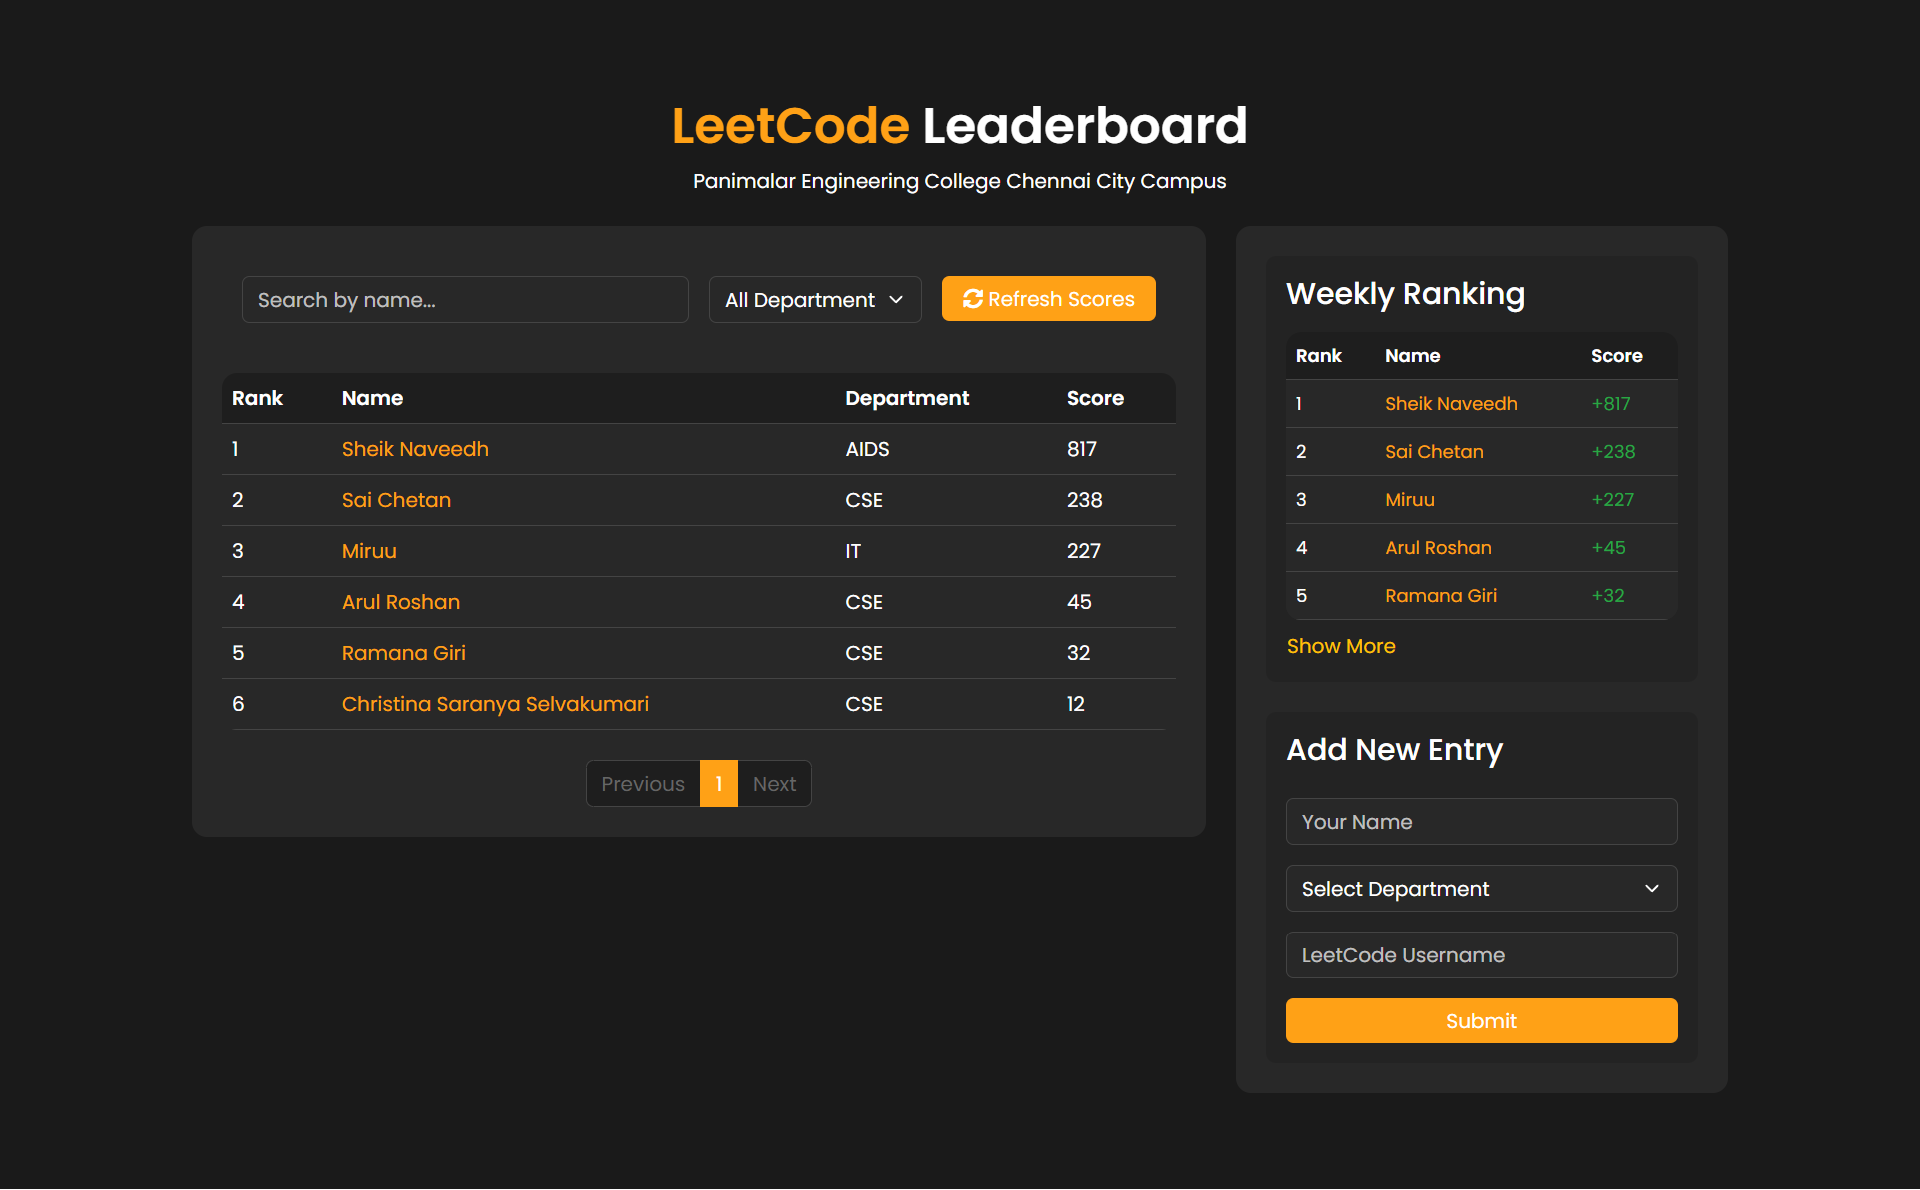 LeetCode Leaderboard
Panimalar Engineering College Chennai City Campus
Search by name...
All Department
Refresh Scores
Rank Name Department Score
1 Sheik Naveedh AIDS 817
2 Sai Chetan CSE 238
3 Miruu IT 227
4 Arul Roshan CSE 45
5 Ramana Giri CSE 32
6 Christina Saranya Selvakumari CSE 12
Previous 1 Next
Weekly Ranking
Rank Name Score
1 Sheik Naveedh +817
2 Sai Chetan +238
3 Miruu +227
4 Arul Roshan +45
5 Ramana Giri +32
Show More
Add New Entry
Your Name
Select Department
LeetCode Username
Submit